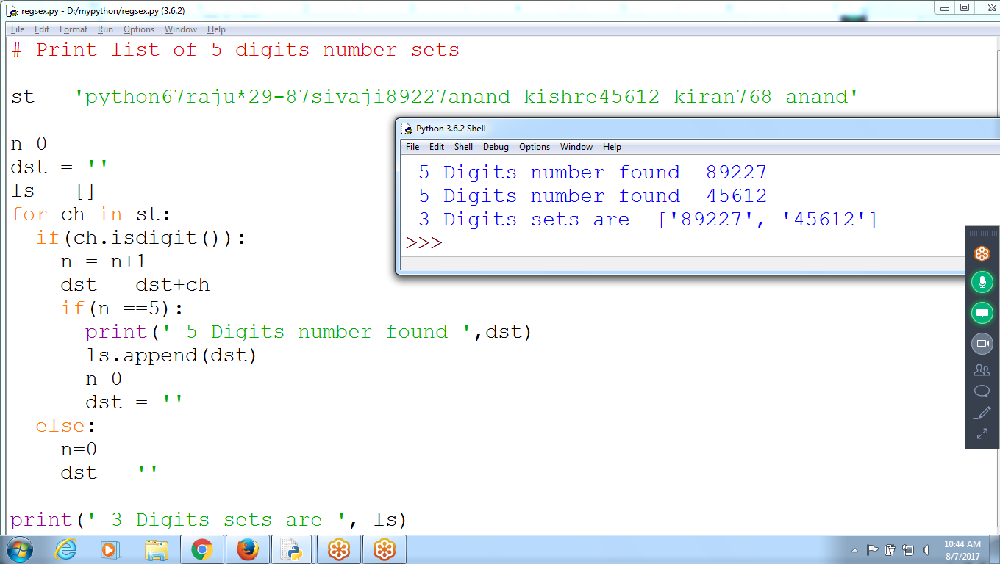 regsex.py - D:/mypython/regsex.py (3.6.2)
File Edit Format Run Options Window Help
# Print list of 5 digits number sets
st = 'python67raju*29-87sivaji89227anand kishre45612 kiran768 anand'
n=0
dst = ''
ls = []
for ch in st:
if(ch.isdigit()):
n = n+1
dst = dst+ch
if(n ==5):
print(' 5 Digits number found ',dst)
ls.append(dst)
n=0
dst = ''
else:
n=0
dst = ''
print(' 3 Digits sets are ', ls)
Python 3.6.2 Shell
File Edit Shell Debug Options Window Help
5 Digits number found 89227
5 Digits number found 45612
3 Digits sets are ['89227', '45612']
>>>
10:44 AM
8/7/2017